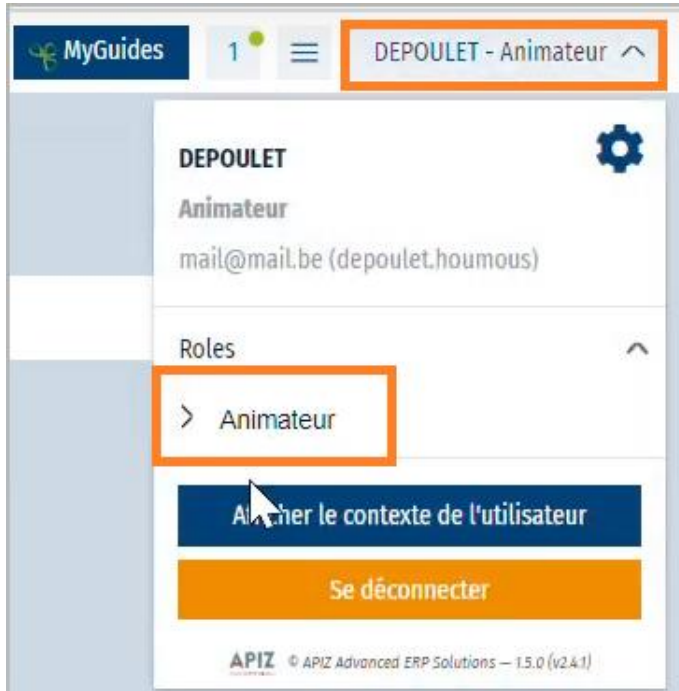 MyGuides 1 DEPOULET - Animateur
DEPOULET
Animateur
mail@mail.be (depoulet.houmous)
Roles
Animateur
Afficher le contexte de l'utilisateur
Se déconnecter
APIZ © APIZ Advanced ERP Solutions — 1.5.0 (v2.4.1)